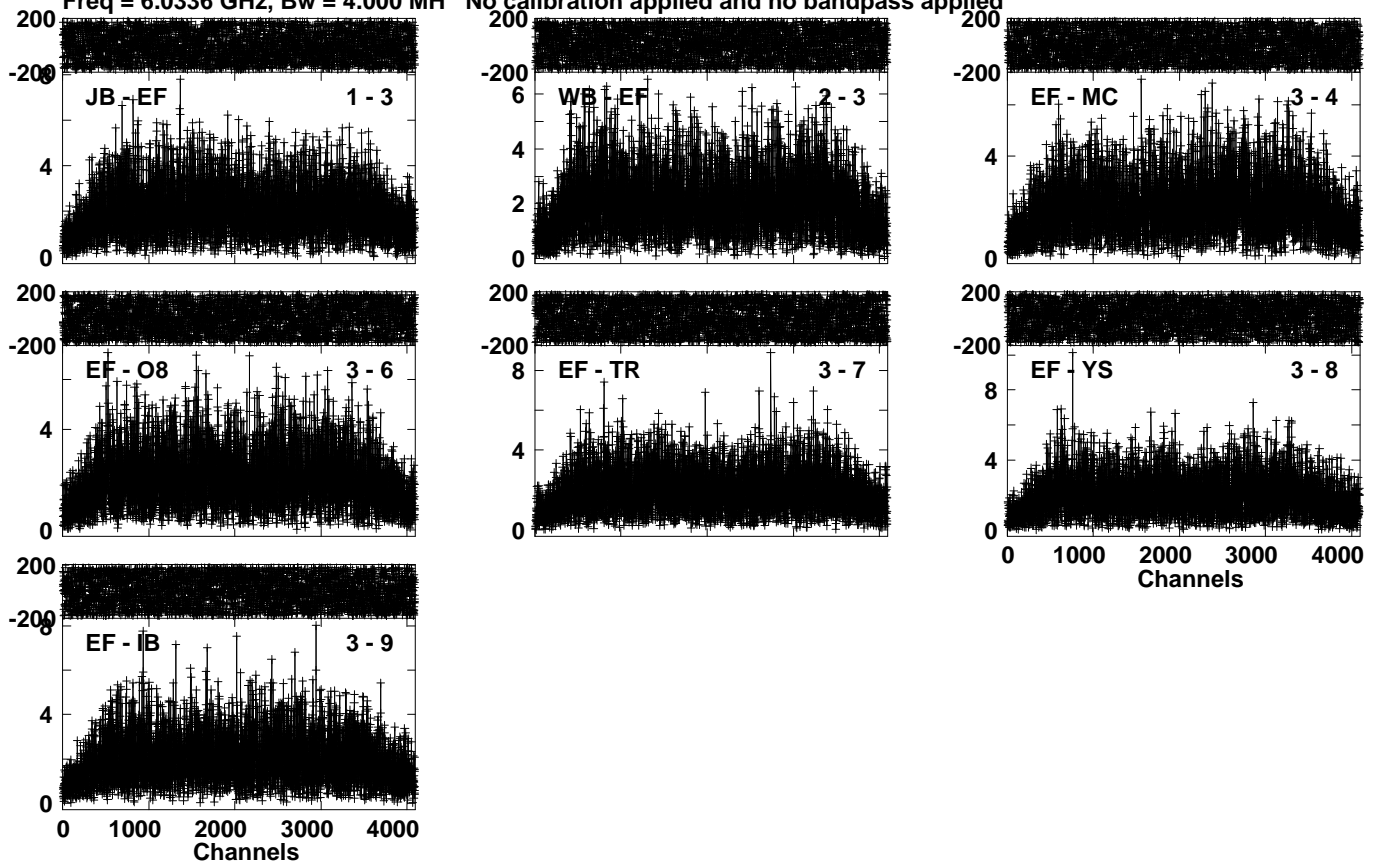 Freq = 6.0336 GHz, Bw = 4.000 MH No calibration applied and no bandpass applied
200 200 200
-200 -200 -200
8 JB - EF 1 - 3 6 WB - EF 2 - 3 EF - MC 3 - 4
4 4 4
2
0 0 0
200 200 200
-200 -200 -200
EF - O8 3 - 6 8 EF - TR 3 - 7 EF - YS 3 - 8
8
4 4 4
0 0 0
0 1000 2000 3000 4000
Channels
200
-200
8 EF - IB 3 - 9
4
0
0 1000 2000 3000 4000
Channels